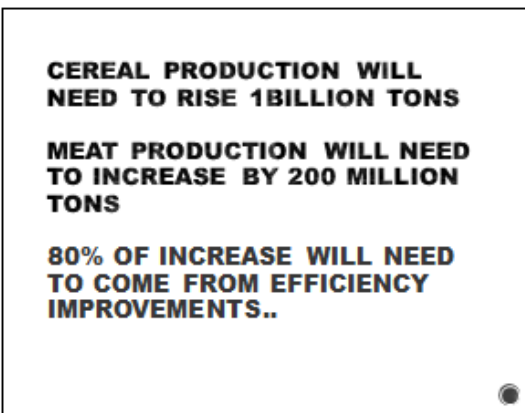 CEREAL PRODUCTION WILL
NEED TO RISE 1BILLION TONS
MEAT PRODUCTION WILL NEED
TO INCREASE BY 200 MILLION
TONS
80% OF INCREASE WILL NEED
TO COME FROM EFFICIENCY
IMPROVEMENTS..